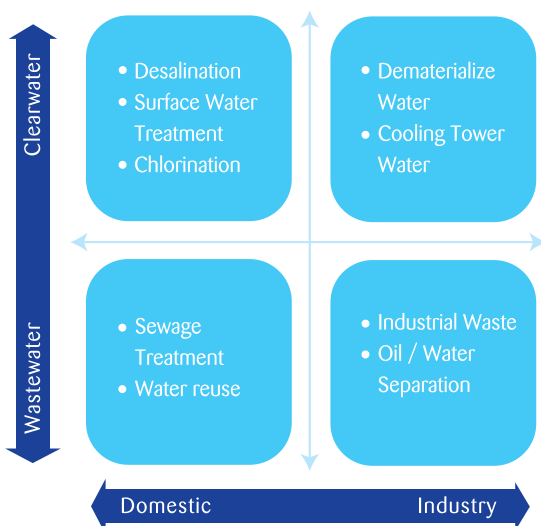 Clearwater
• Desalination
• Surface Water
Treatment
• Chlorination
• Dematerialize
Water
• Cooling Tower
Water
Wastewater
• Sewage
Treatment
• Water reuse
• Industrial Waste
• Oil / Water
Separation
Domestic
Industry